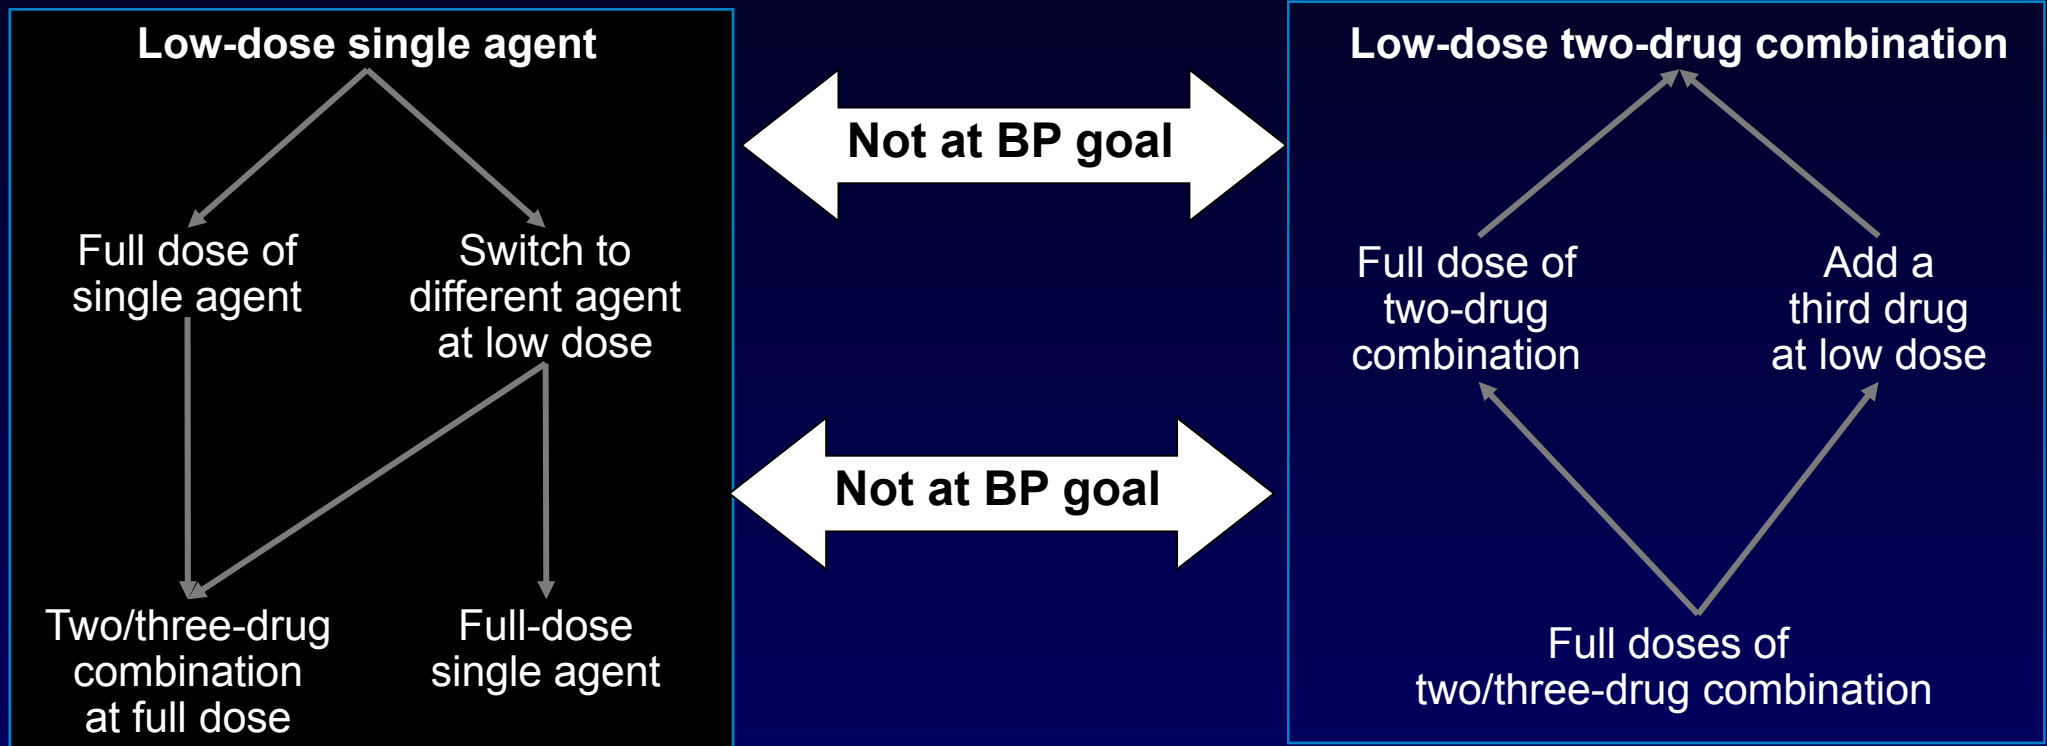 Low-dose single agent
Full dose of
single agent
Switch to
different agent
at low dose
Two/three-drug
combination
at full dose
Full-dose
single agent
Not at BP goal
Not at BP goal
Low-dose two-drug combination
Full dose of
two-drug
combination
Add a
third drug
at low dose
Full doses of
two/three-drug combination